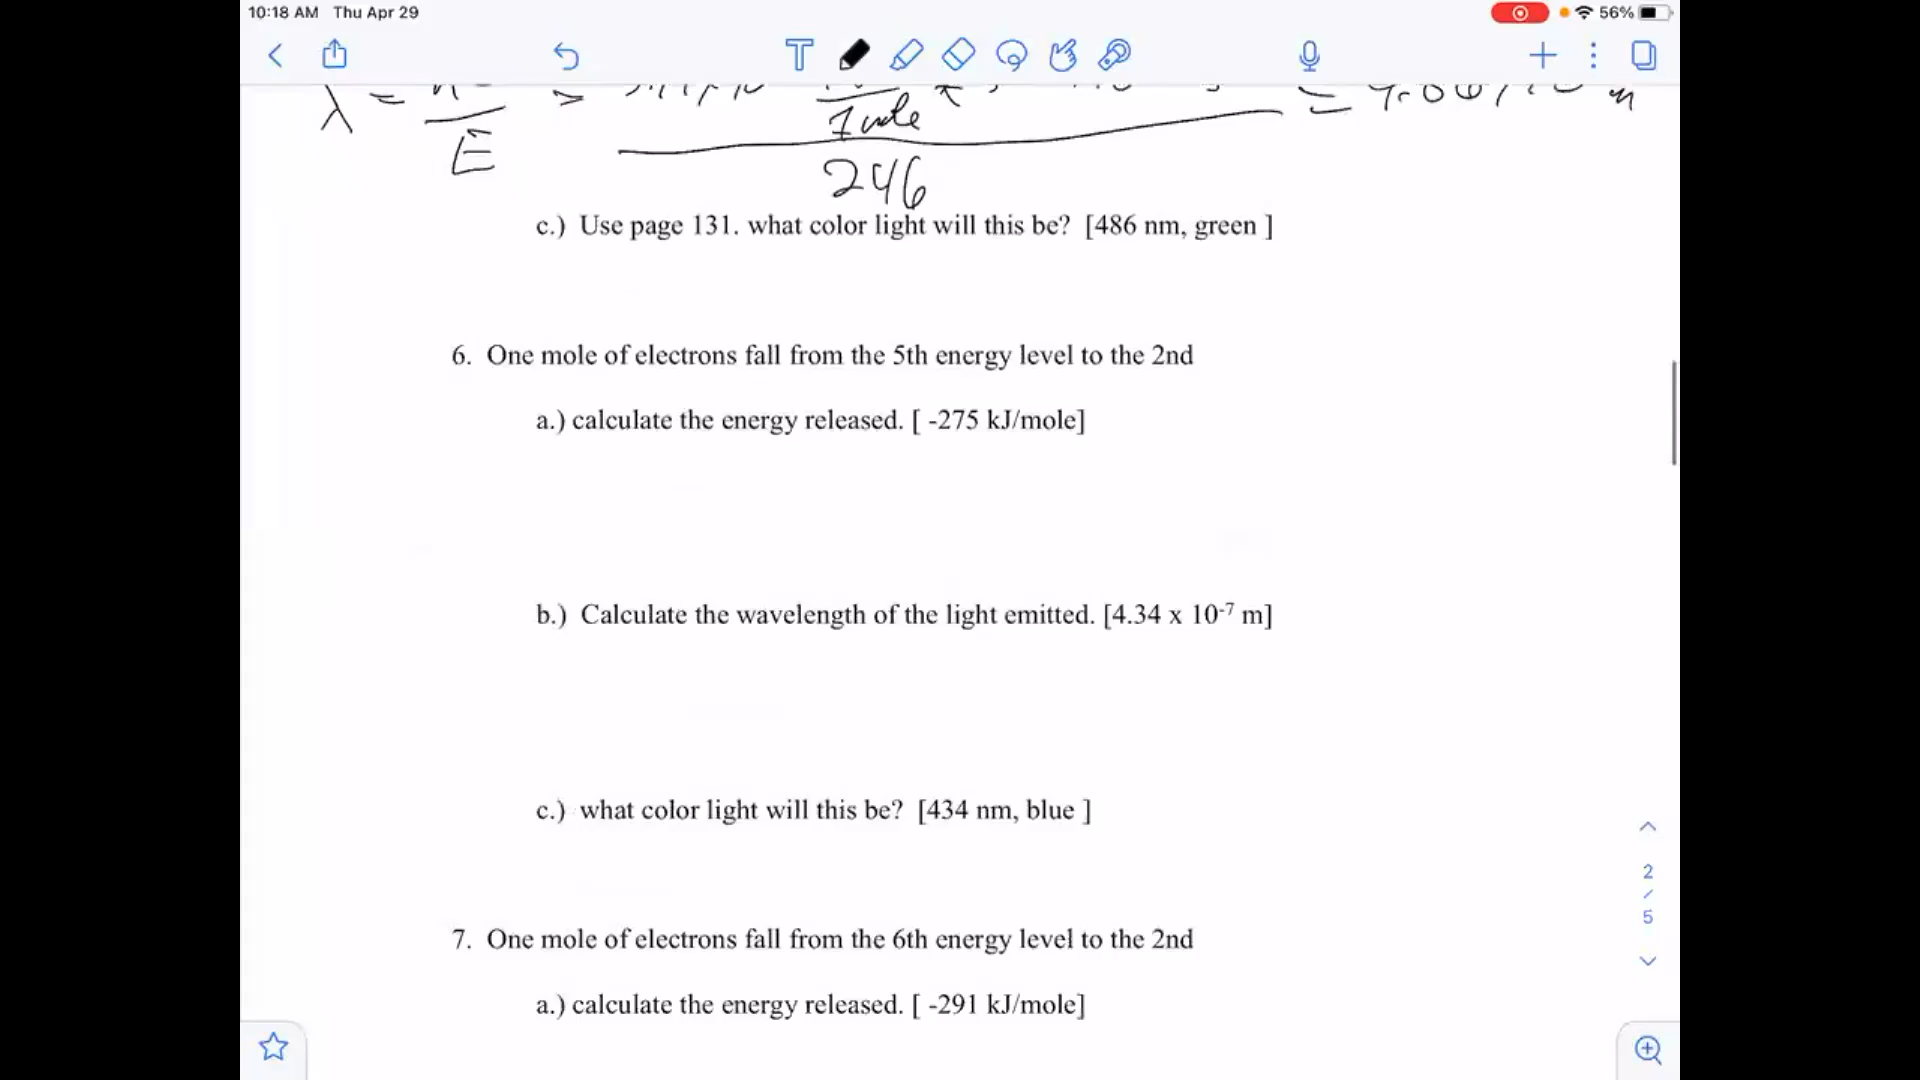 10:18 AM Thu Apr 29
56%
λ = E
1 mole
246
c.) Use page 131. what color light will this be? [486 nm, green ]
6. One mole of electrons fall from the 5th energy level to the 2nd
a.) calculate the energy released. [ -275 kJ/mole]
b.) Calculate the wavelength of the light emitted. [4.34 x 10⁻⁷ m]
c.) what color light will this be? [434 nm, blue ]
2
/
5
7. One mole of electrons fall from the 6th energy level to the 2nd
a.) calculate the energy released. [ -291 kJ/mole]